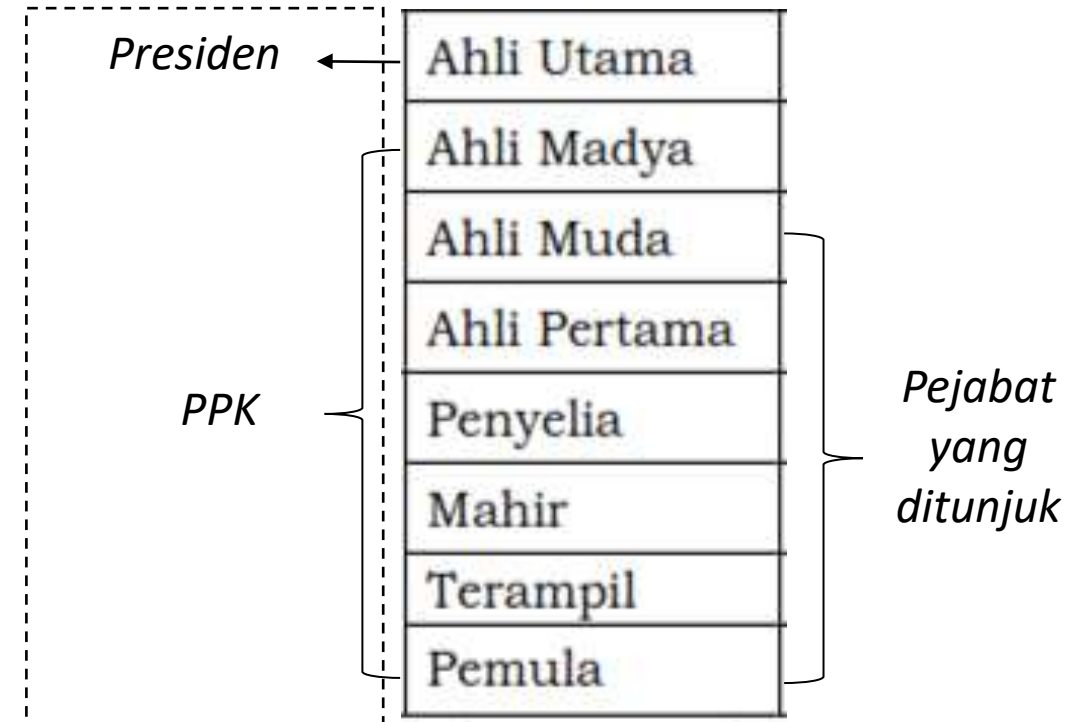 Presiden
Ahli Utama
Ahli Madya
Ahli Muda
Ahli Pertama
PPK
Penyelia
Mahir
Terampil
Pemula
Pejabat
yang
ditunjuk